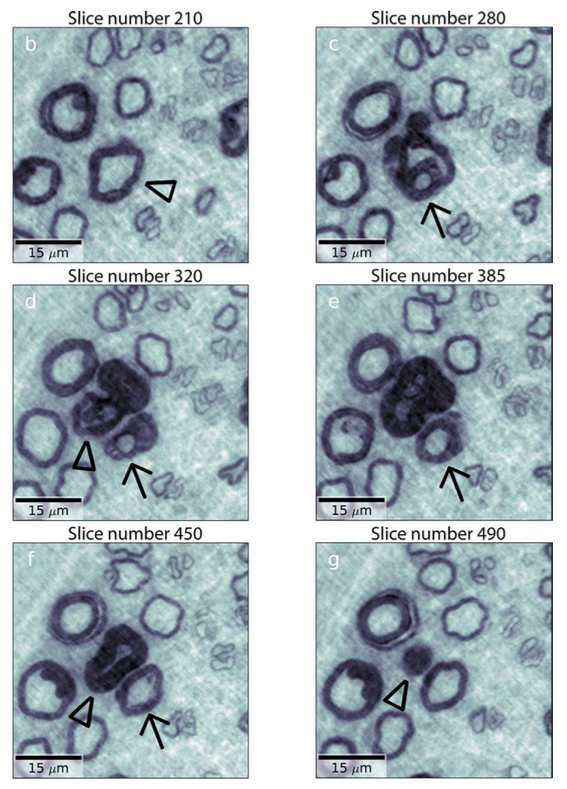 Slice number 210
b
15 μm
Slice number 280
c
15 μm
Slice number 320
d
15 μm
Slice number 385
e
15 μm
Slice number 450
f
15 μm
Slice number 490
g
15 μm